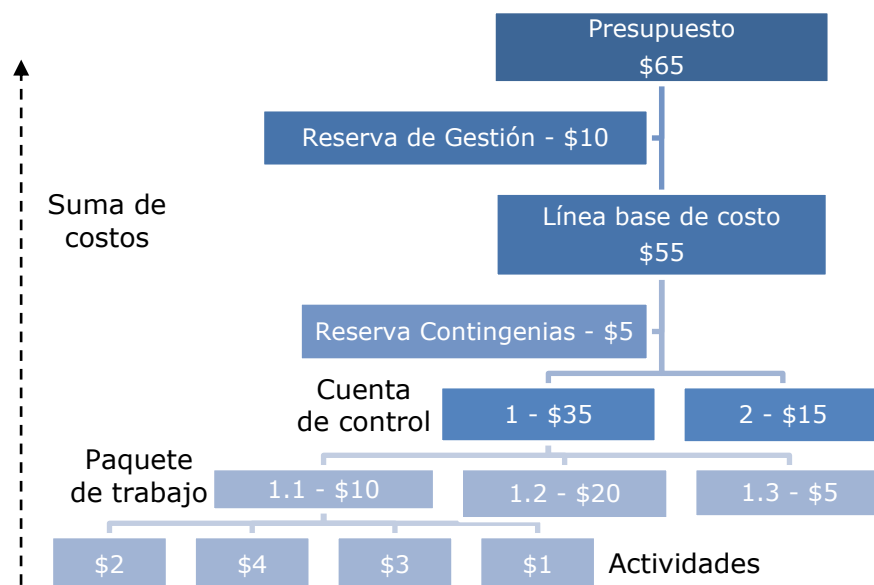 Presupuesto
$65
Reserva de Gestión - $10
Suma de
costos
Línea base de costo
$55
Reserva Contingenias - $5
Cuenta
de control
1 - $35
2 - $15
Paquete
de trabajo
1.1 - $10
1.2 - $20
1.3 - $5
$2
$4
$3
$1
Actividades